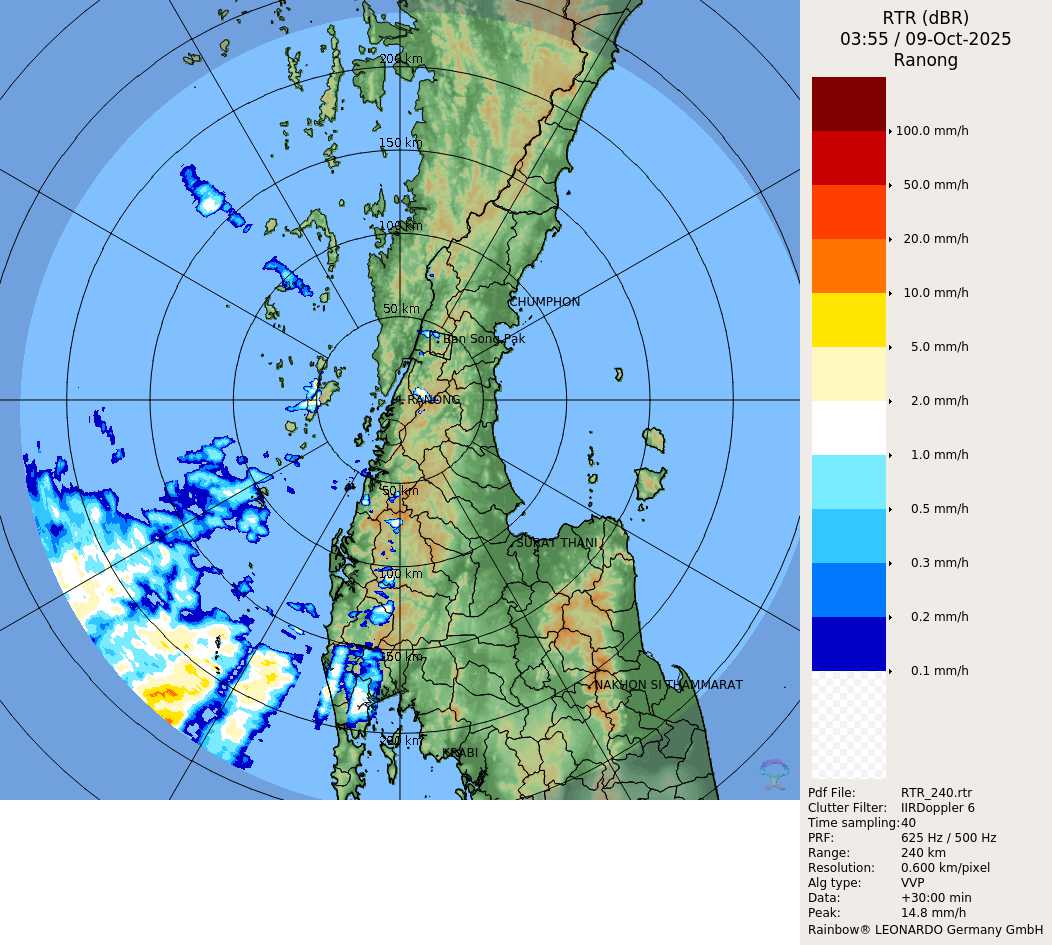 RTR (dBR)
03:55 / 09-Oct-2025
Ranong
100.0 mm/h
50.0 mm/h
20.0 mm/h
10.0 mm/h
5.0 mm/h
2.0 mm/h
1.0 mm/h
0.5 mm/h
0.3 mm/h
0.2 mm/h
0.1 mm/h
200 km
150 km
100 km
CHUMPHON
50 km
Ban Song Pak
RANONG
50 km
SURAT THANI
100 km
150 km
NAKHON SI THAMMARAT
200 km
KRABI
Pdf File: RTR_240.rtr
Clutter Filter: IIRDoppler 6
Time sampling:40
PRF: 625 Hz / 500 Hz
Range: 240 km
Resolution: 0.600 km/pixel
Alg type: VVP
Data: +30:00 min
Peak: 14.8 mm/h
Rainbow® LEONARDO Germany GmbH